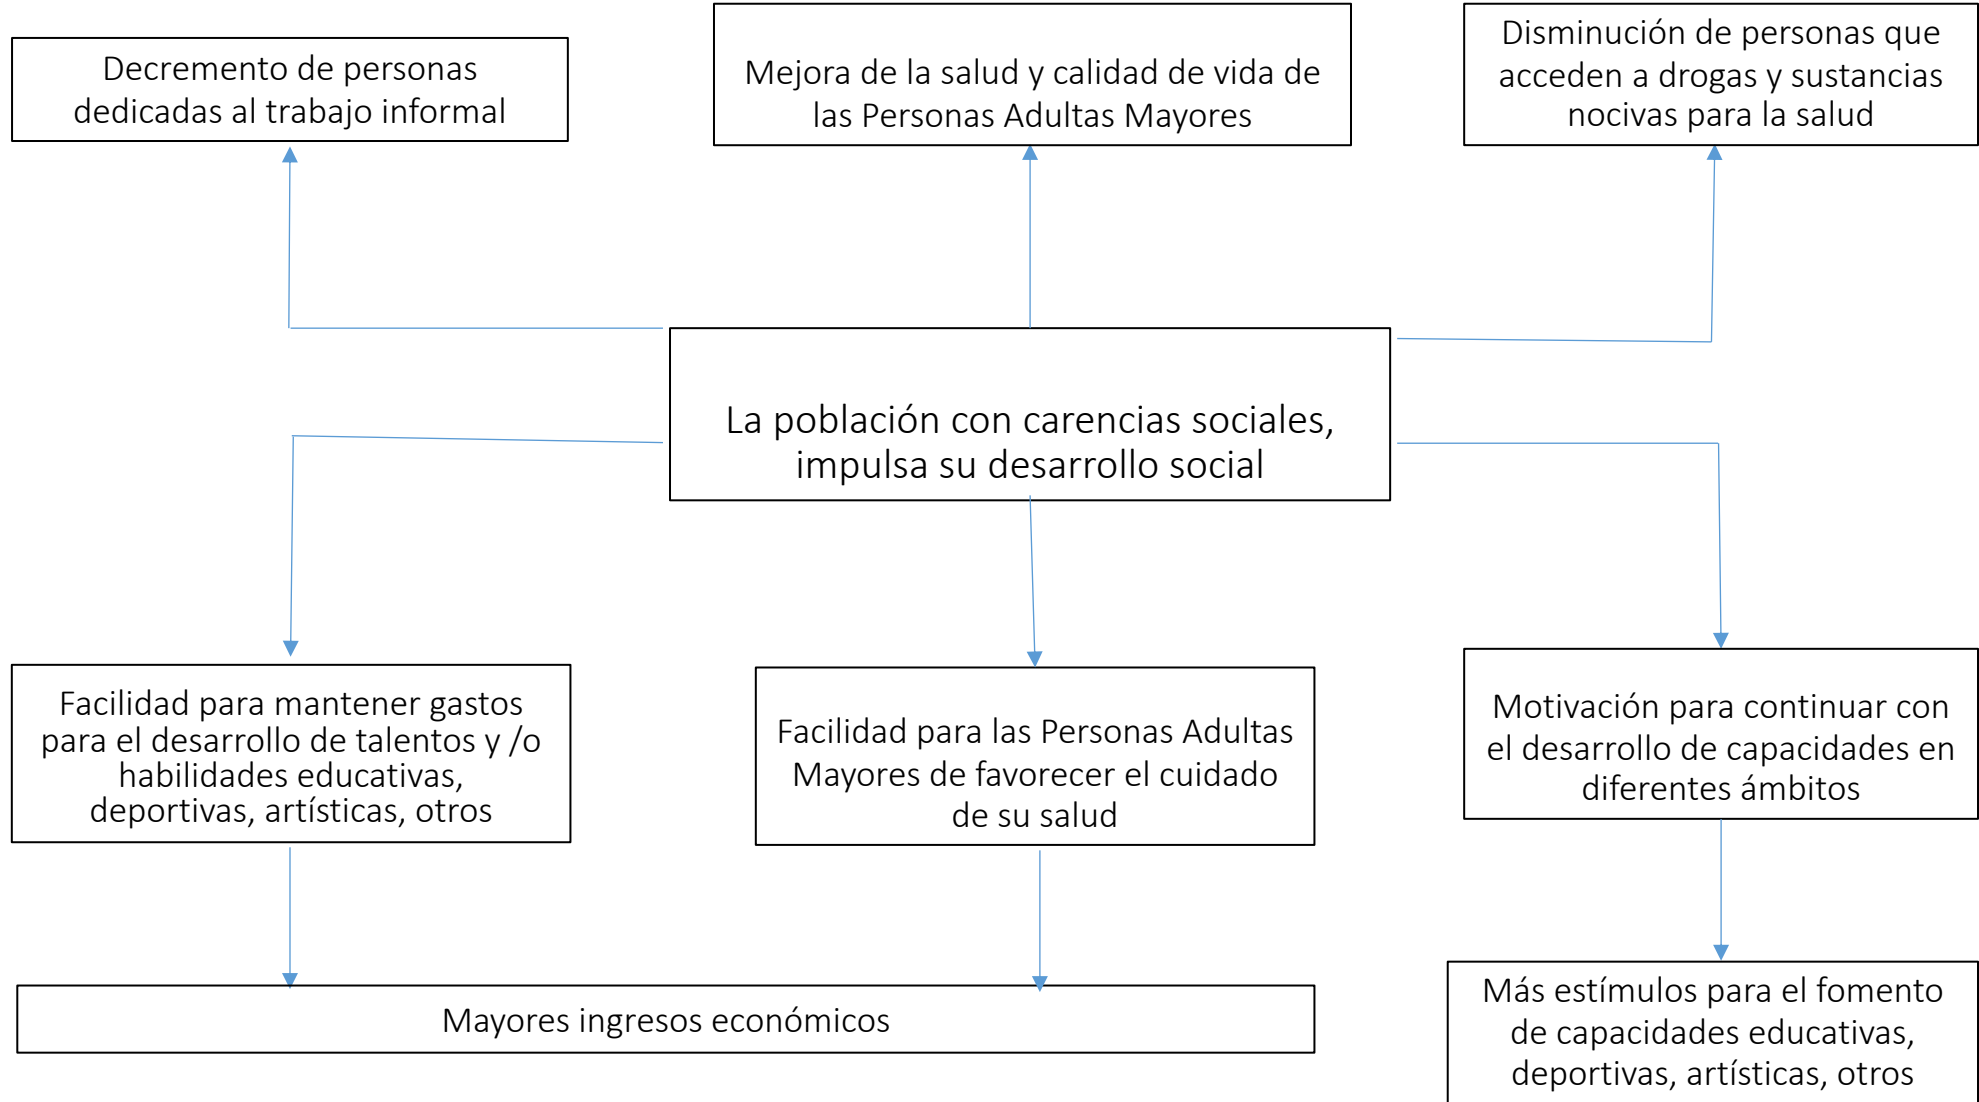 Decremento de personas
dedicadas al trabajo informal
Mejora de la salud y calidad de vida de
las Personas Adultas Mayores
Disminución de personas que
acceden a drogas y sustancias
nocivas para la salud
La población con carencias sociales,
impulsa su desarrollo social
Facilidad para mantener gastos
para el desarrollo de talentos y /o
habilidades educativas,
deportivas, artísticas, otros
Facilidad para las Personas Adultas
Mayores de favorecer el cuidado
de su salud
Motivación para continuar con
el desarrollo de capacidades en
diferentes ámbitos
Mayores ingresos económicos
Más estímulos para el fomento
de capacidades educativas,
deportivas, artísticas, otros